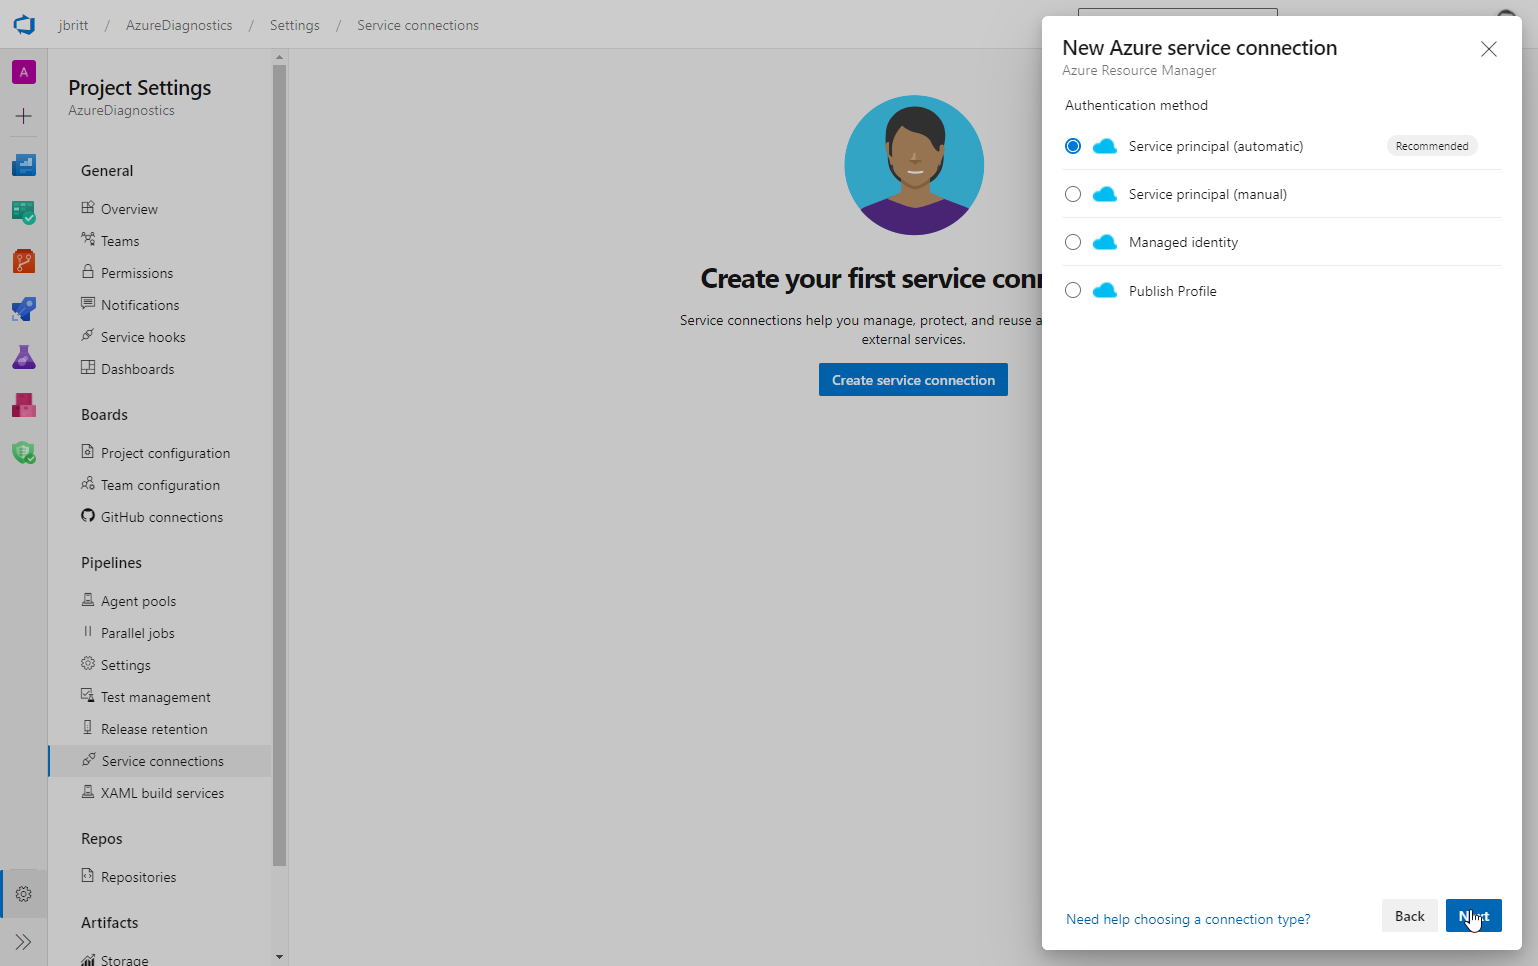 jbritt / AzureDiagnostics / Settings / Service connections
A
Project Settings
AzureDiagnostics
General
Overview
Teams
Permissions
Notifications
Service hooks
Dashboards
Boards
Project configuration
Team configuration
GitHub connections
Pipelines
Agent pools
Parallel jobs
Settings
Test management
Release retention
Service connections
XAML build services
Repos
Repositories
Artifacts
Storage
Create your first service
Service connections help you manage, protect, and reuse a
external services.
Create service connection
New Azure service connection
Azure Resource Manager
Authentication method
Service principal (automatic)
Recommended
Service principal (manual)
Managed identity
Publish Profile
Need help choosing a connection type?
Back
Next